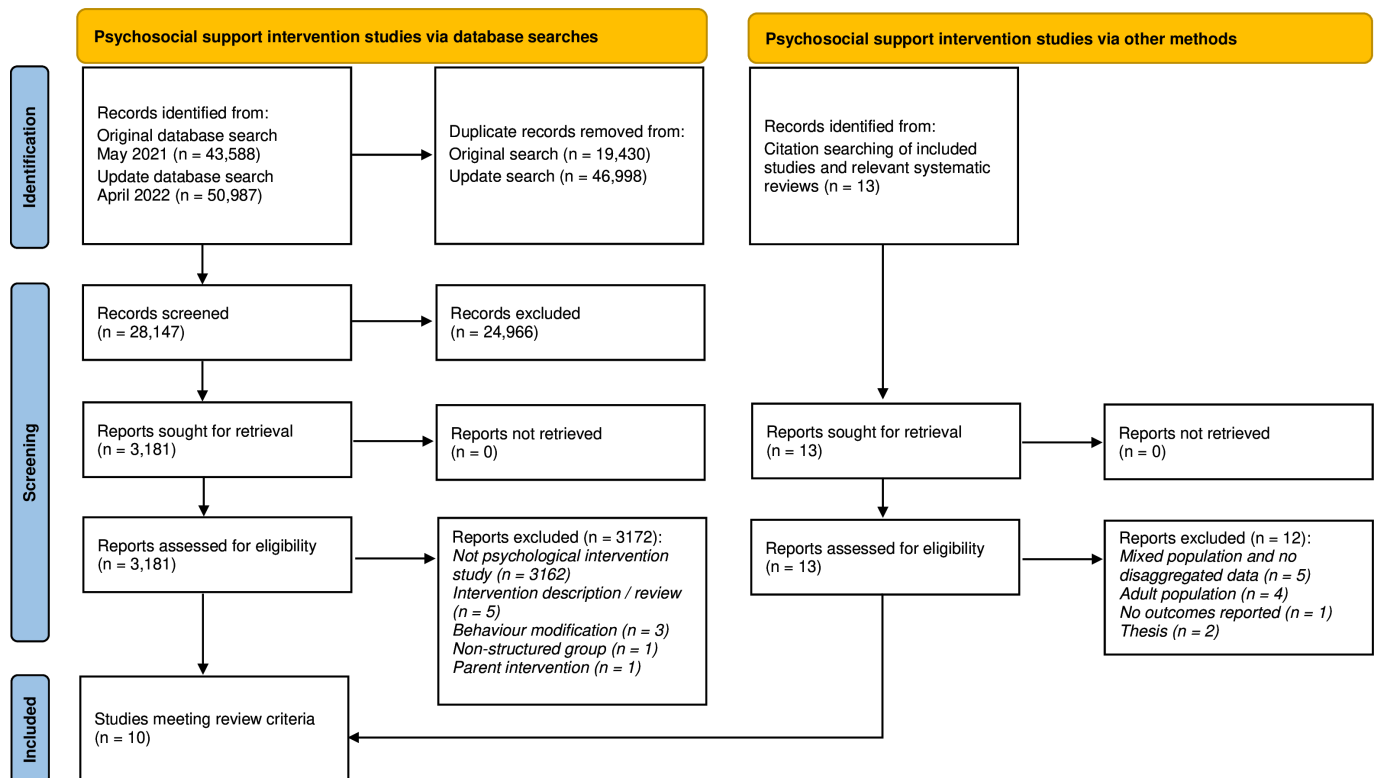 Psychosocial support intervention studies via database searches
Psychosocial support intervention studies via other methods
Identification
Records identified from:
Original database search
May 2021 (n = 43,588)
Update database search
April 2022 (n = 50,987)
Duplicate records removed from:
Original search (n = 19,430)
Update search (n = 46,998)
Records identified from:
Citation searching of included
studies and relevant systematic
reviews (n = 13)
Screening
Records screened
(n = 28,147)
Records excluded
(n = 24,966)
Reports sought for retrieval
(n = 3,181)
Reports not retrieved
(n = 0)
Reports sought for retrieval
(n = 13)
Reports not retrieved
(n = 0)
Reports assessed for eligibility
(n = 3,181)
Reports excluded (n = 3172):
Not psychological intervention
study (n = 3162)
Intervention description / review
(n = 5)
Behaviour modification (n = 3)
Non-structured group (n = 1)
Parent intervention (n = 1)
Reports assessed for eligibility
(n = 13)
Reports excluded (n = 12):
Mixed population and no
disaggregated data (n = 5)
Adult population (n = 4)
No outcomes reported (n = 1)
Thesis (n = 2)
Included
Studies meeting review criteria
(n = 10)